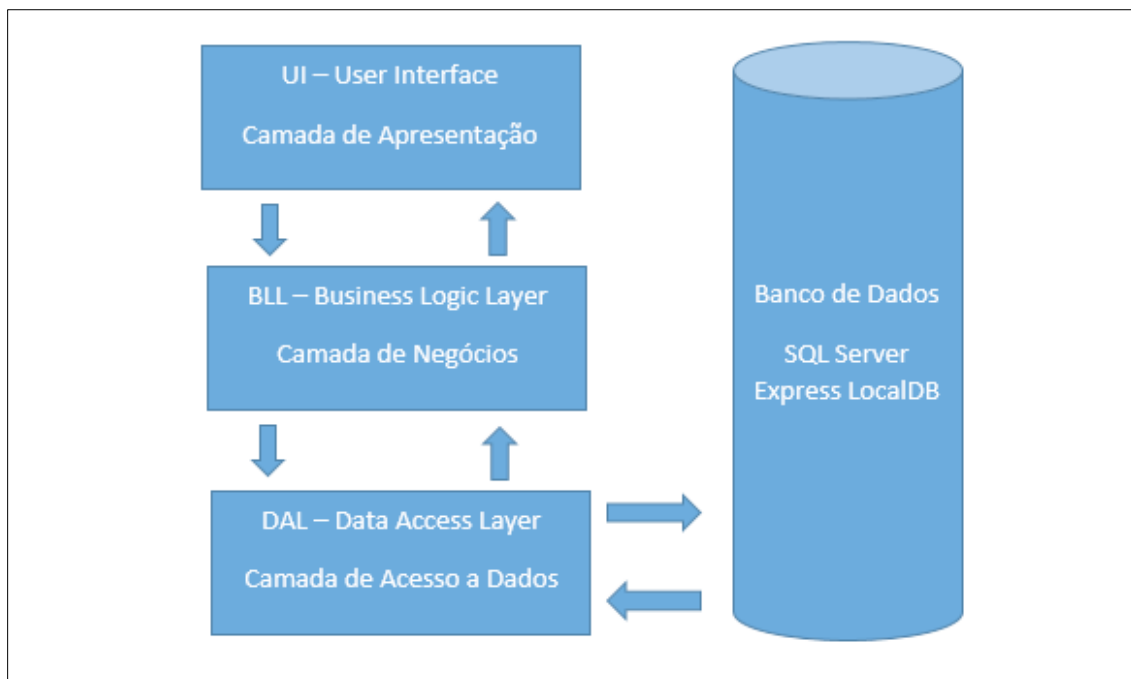 UI – User Interface
Camada de Apresentação
BLL – Business Logic Layer
Camada de Negócios
DAL – Data Access Layer
Camada de Acesso a Dados
Banco de Dados
SQL Server
Express LocalDB